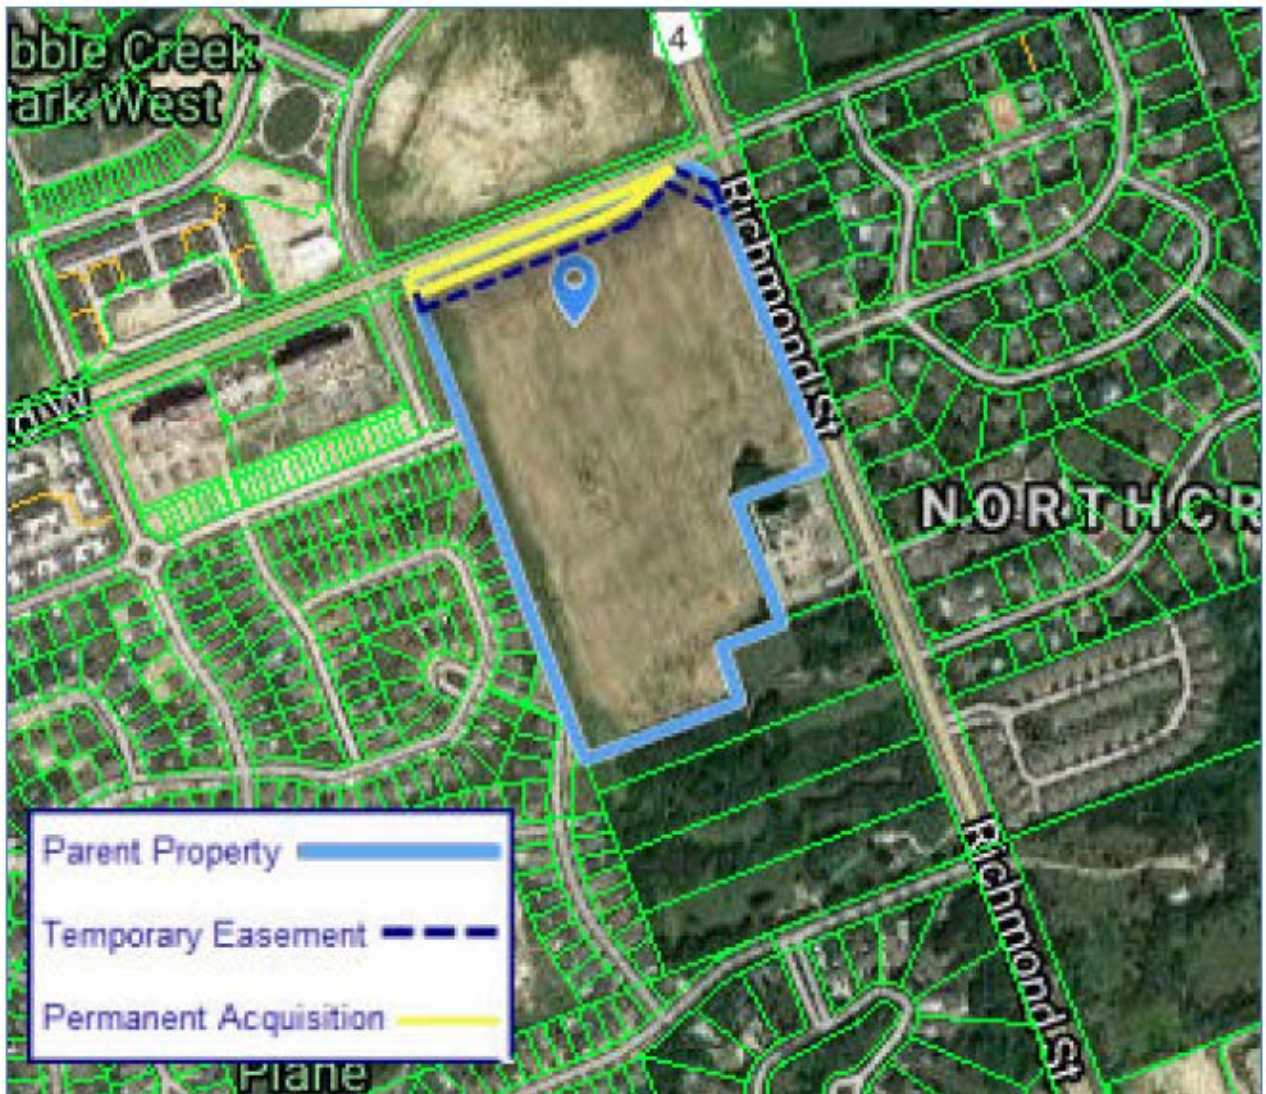 bble Creek
ark West
4
Richmond St
NORTHCR
Parent Property
Temporary Easement
Permanent Acquisition
Richmond St
Plane